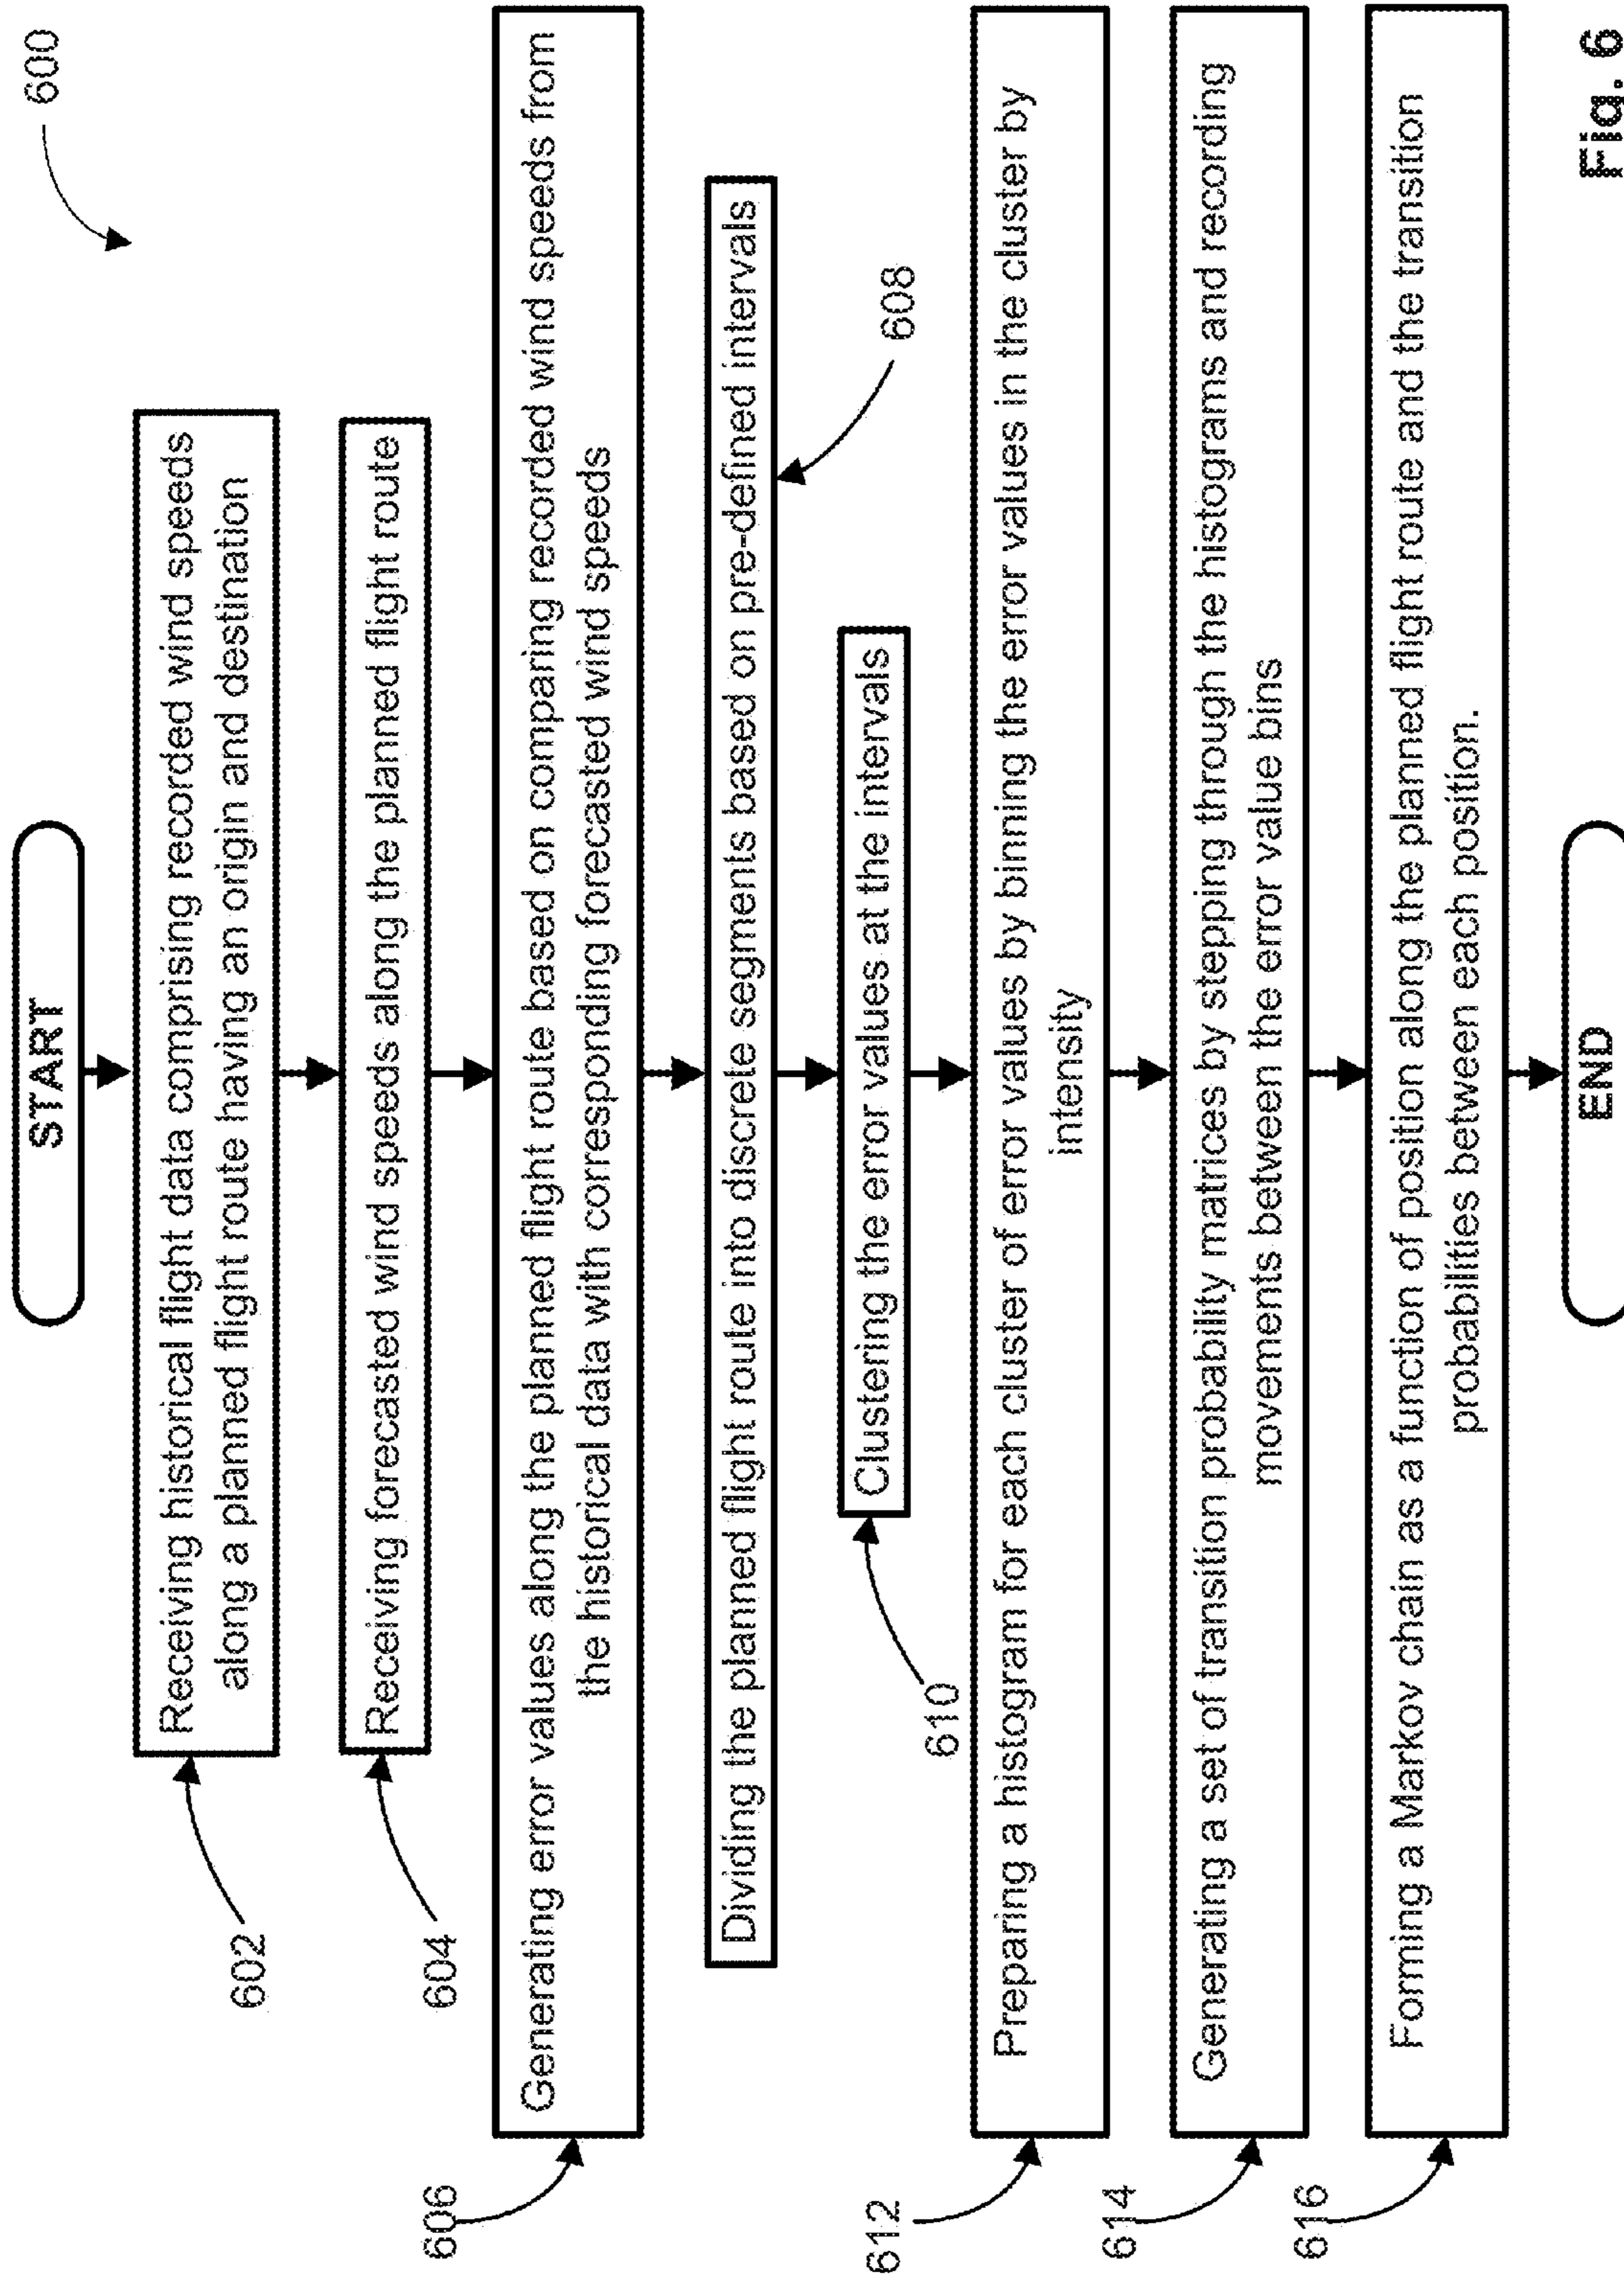 600
START
602
Receiving historical flight data comprising recorded wind speeds
along a planned flight route having an origin and destination
604
Receiving forecasted wind speeds along the planned flight route
606
Generating error values along the planned flight route based on comparing recorded wind speeds from
the historical data with corresponding forecasted wind speeds
Dividing the planned flight route into discrete segments based on pre-defined intervals
608
Clustering the error values at the intervals
610
612
Preparing a histogram for each cluster of error values by binning the error values in the cluster by
intensity
614
Generating a set of transition probability matrices by stepping through the histograms and recording
movements between the error value bins
616
Forming a Markov chain as a function of position along the planned flight route and the transition
probabilities between each position.
END
Fig. 6